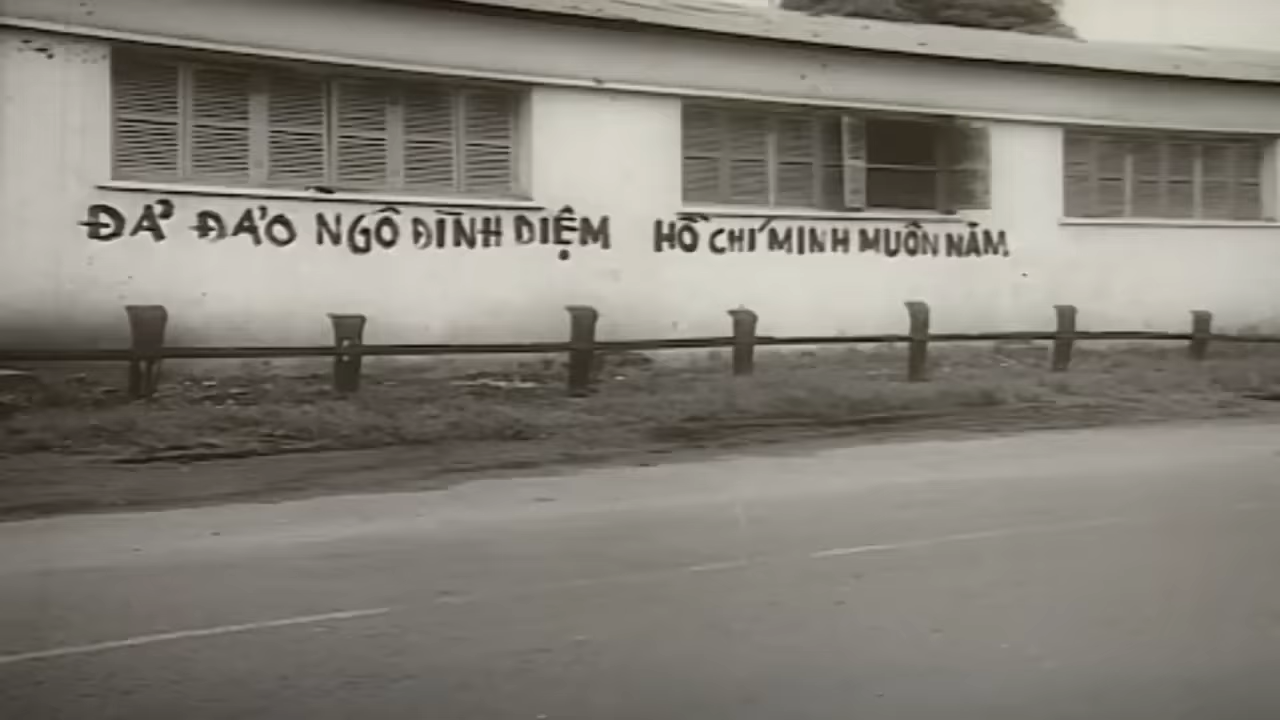 ĐẢ ĐẢO NGÔ ĐÌNH DIỆM HỒ CHÍ MINH MUÔN NĂM